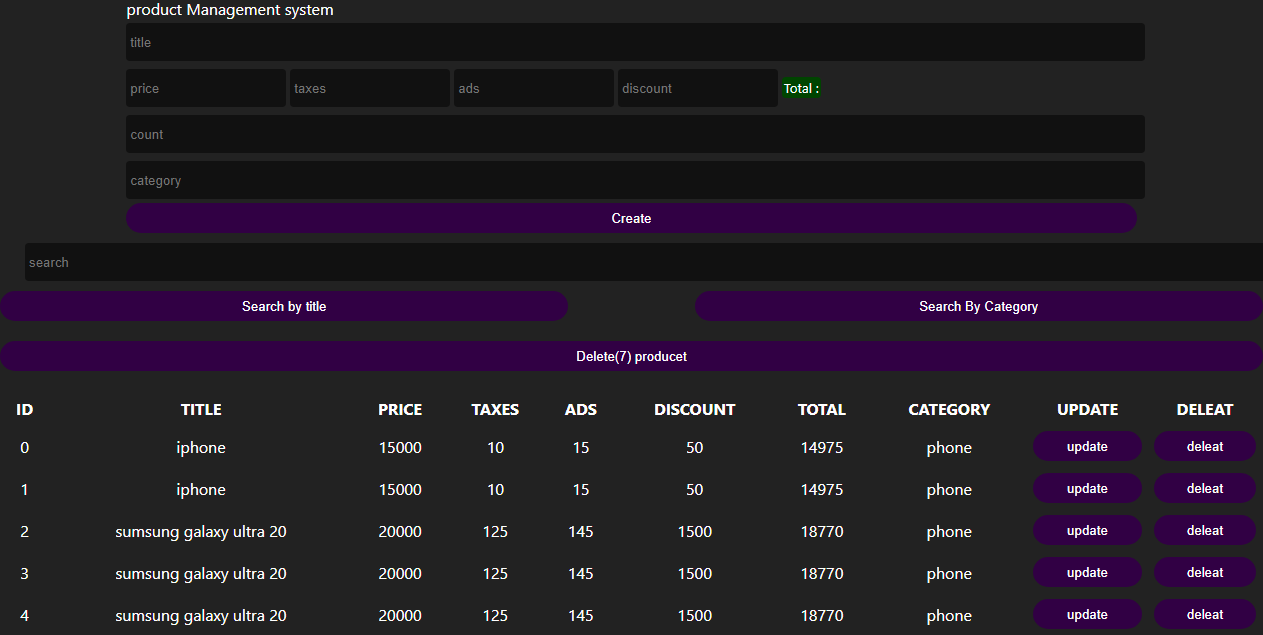 product Management system
title
price taxes ads discount Total :
count
category
Create
search
Search by title Search By Category
Delete(7) producet
ID TITLE PRICE TAXES ADS DISCOUNT TOTAL CATEGORY UPDATE DELEAT
0 iphone 15000 10 15 50 14975 phone update deleat
1 iphone 15000 10 15 50 14975 phone update deleat
2 sumsung galaxy ultra 20 20000 125 145 1500 18770 phone update deleat
3 sumsung galaxy ultra 20 20000 125 145 1500 18770 phone update deleat
4 sumsung galaxy ultra 20 20000 125 145 1500 18770 phone update deleat